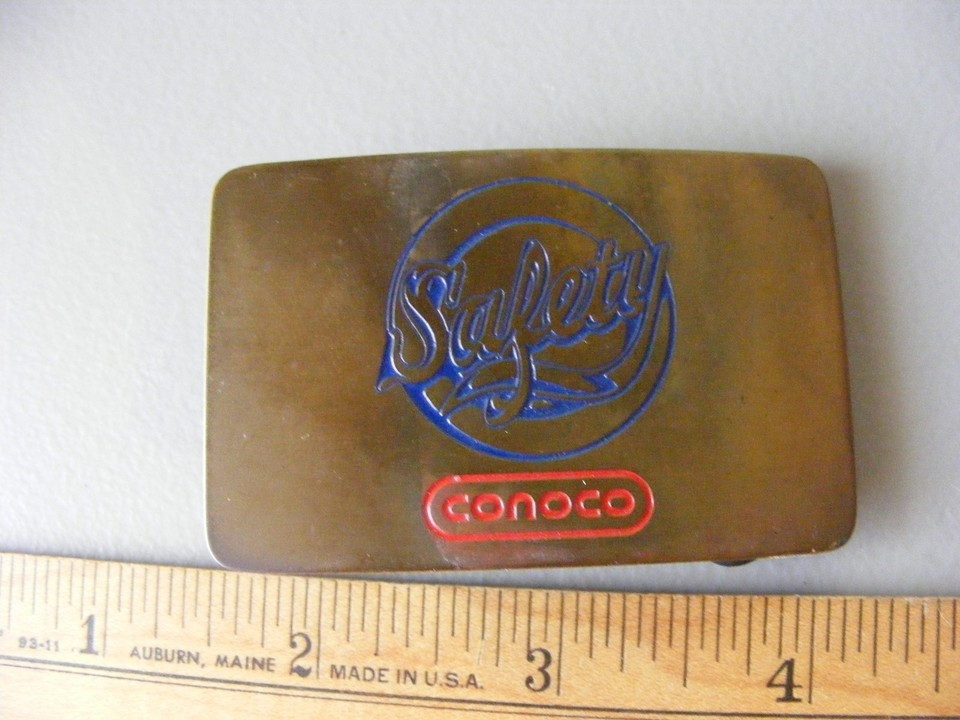 Safety
conoco
93-11 1 AUBURN, MAINE 2 MADE IN U.S.A. 3 4